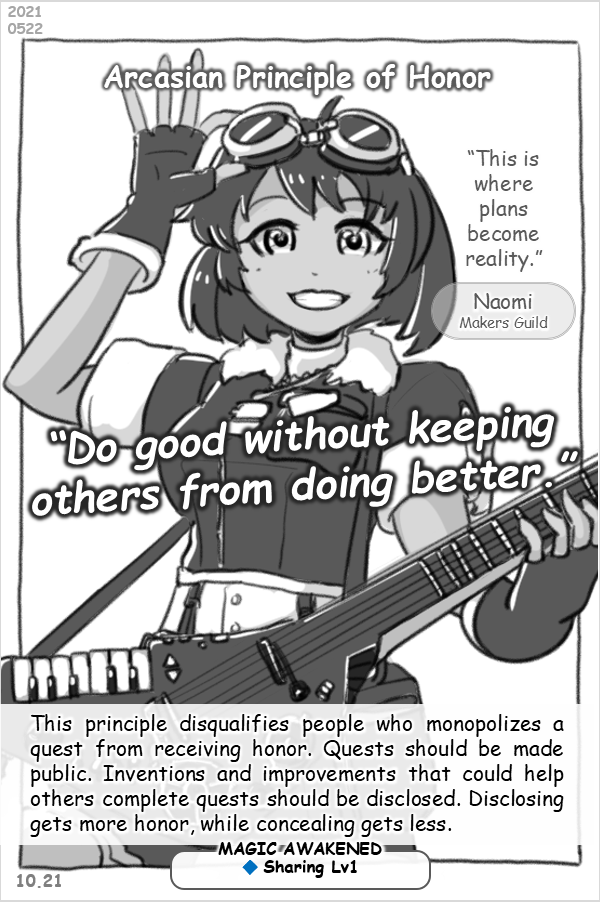 2021
0522
Arcasian Principle of Honor
“This is
where
plans
become
reality.”
Naomi
Makers Guild
“Do good without keeping
others from doing better.”
This principle disqualifies people who monopolizes a
quest from receiving honor. Quests should be made
public. Inventions and improvements that could help
others complete quests should be disclosed. Disclosing
gets more honor, while concealing gets less.
MAGIC AWAKENED
Sharing Lv1
10.21